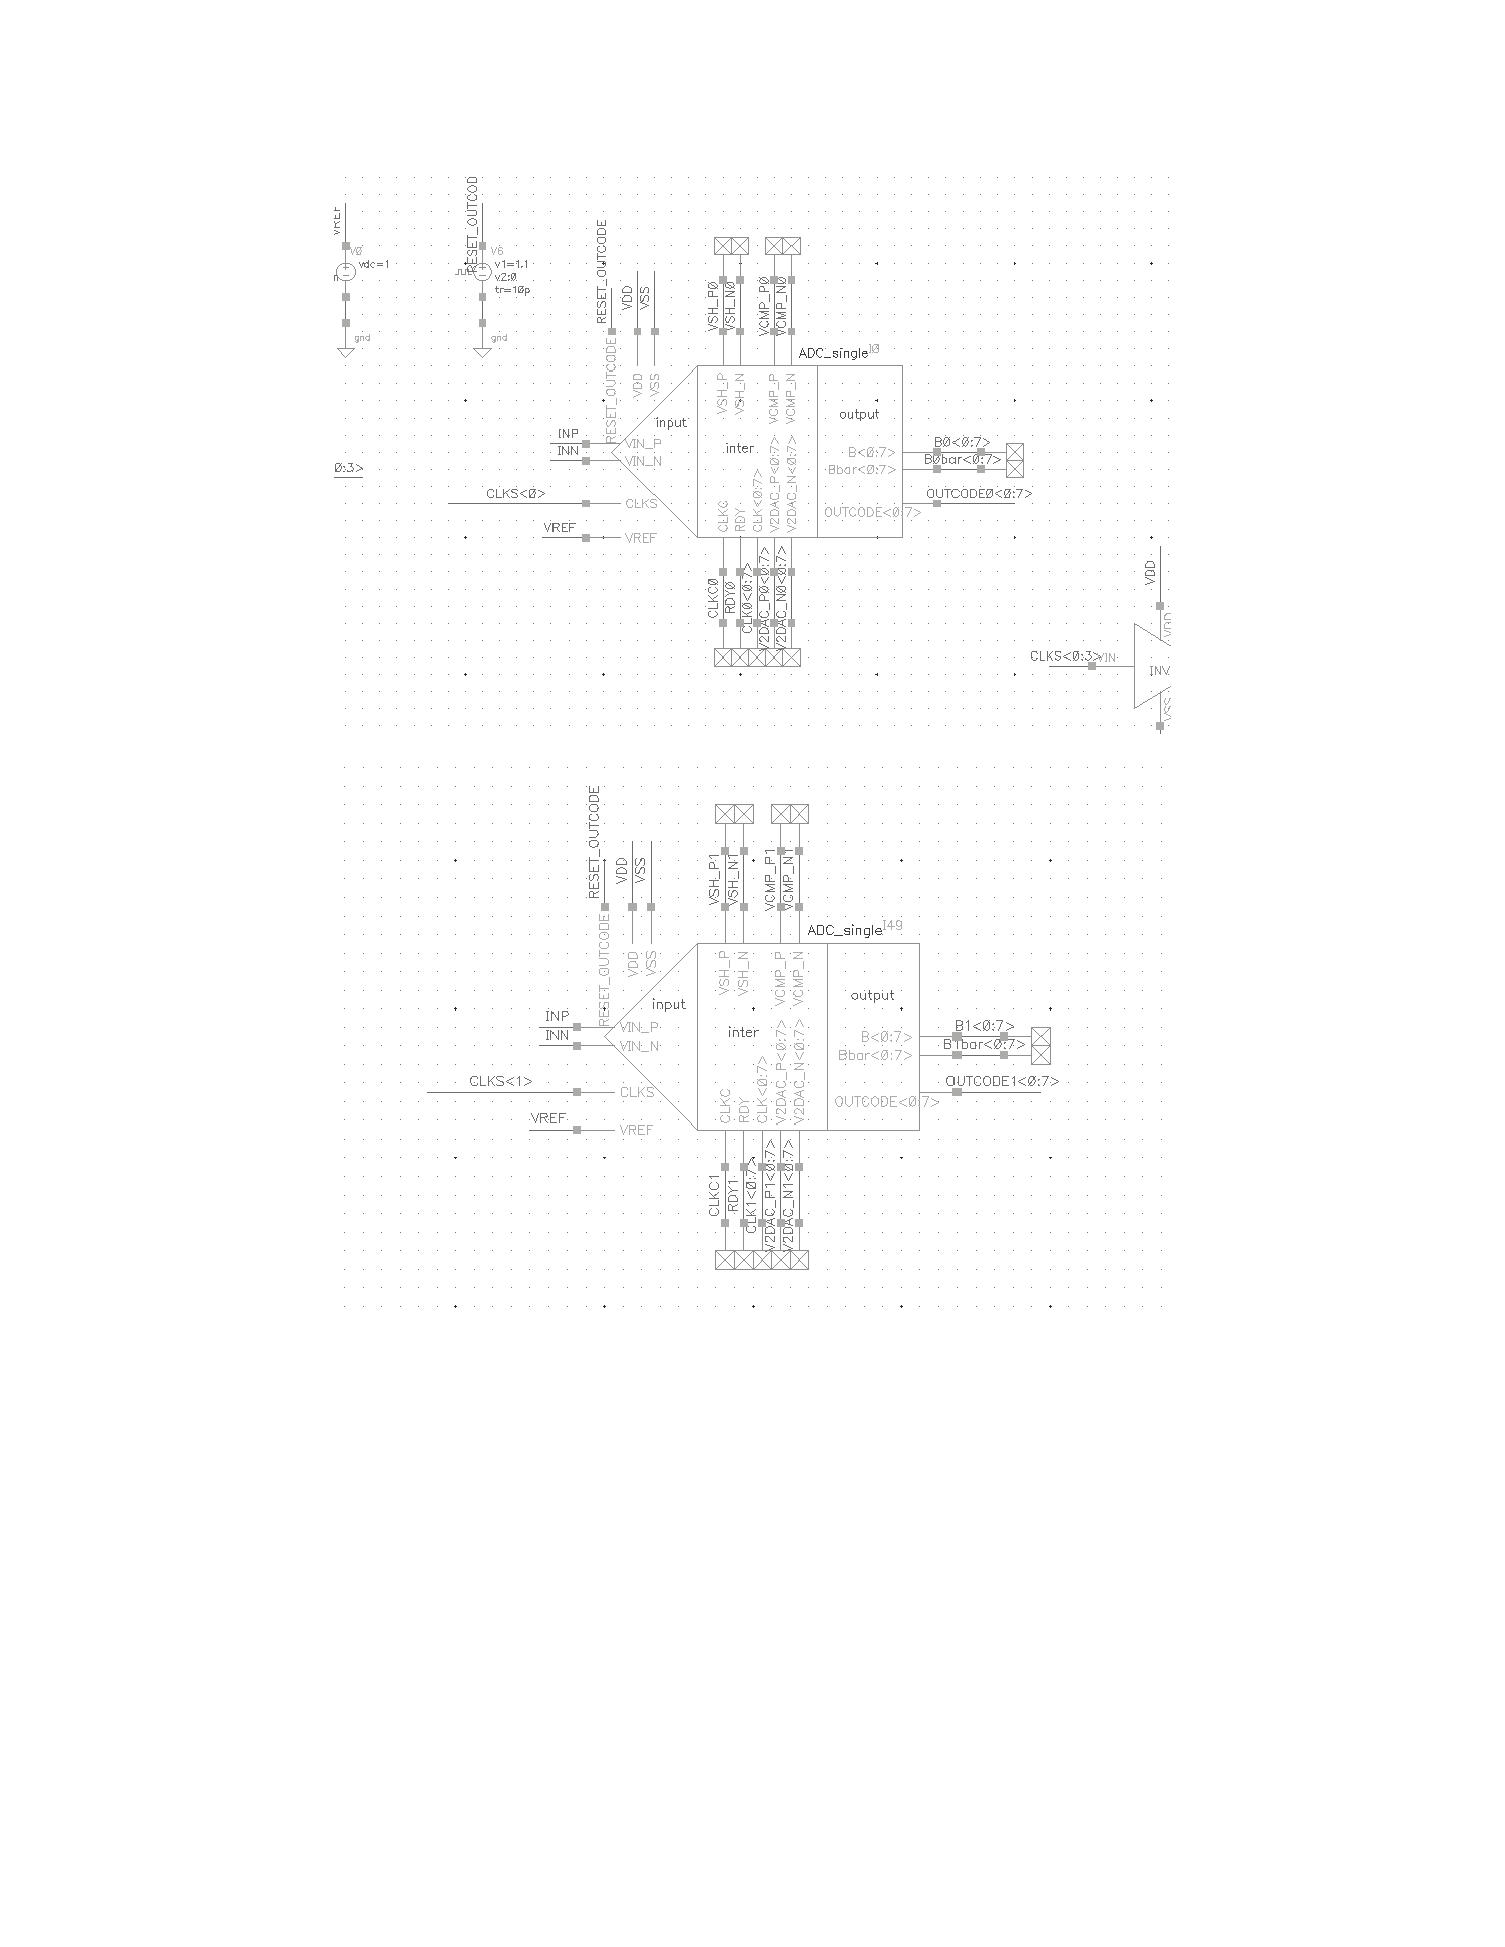 VREF
V0
vdc=1
gnd
RESET_OUTCOD
V6
v1=1.1
v2:0
tr=10p
gnd
0:3>
RESET_OUTCODE
VDD
VSS
VSH_P0
VSH_N0
VCMP_P0
VCMP_N0
ADC_single
I0
RESET_OUTCODE
VDD
VSS
VSH_P
VSH_N
VCMP_P
VCMP_N
input
inter
output
INP
VIN_P
INN
VIN_N
CLKS<0>
CLKS
VREF
VREF
B<0:7>
B0<0:7>
Bbar<0:7>
B0bar<0:7>
OUTCODE<0:7>
OUTCODE0<0:7>
CLKC
RDY
CLK<0:7>
V2DAC_P<0:7>
V2DAC_N<0:7>
CLKC0
RDY0
CLK0<0:7>
V2DAC_P0<0:7>
V2DAC_N0<0:7>
VDD
VDD
CLKS<0:3>
VIN
INV
VSS
RESET_OUTCODE
VDD
VSS
VSH_P1
VSH_N1
VCMP_P1
VCMP_N1
ADC_single
I49
RESET_OUTCODE
VDD
VSS
VSH_P
VSH_N
VCMP_P
VCMP_N
input
inter
output
INP
VIN_P
INN
VIN_N
CLKS<1>
CLKS
VREF
VREF
B<0:7>
B1<0:7>
Bbar<0:7>
B1bar<0:7>
OUTCODE<0:7>
OUTCODE1<0:7>
CLKC
RDY
CLK<0:7>
V2DAC_P<0:7>
V2DAC_N<0:7>
CLKC1
RDY1
CLK1<0:7>
V2DAC_P1<0:7>
V2DAC_N1<0:7>